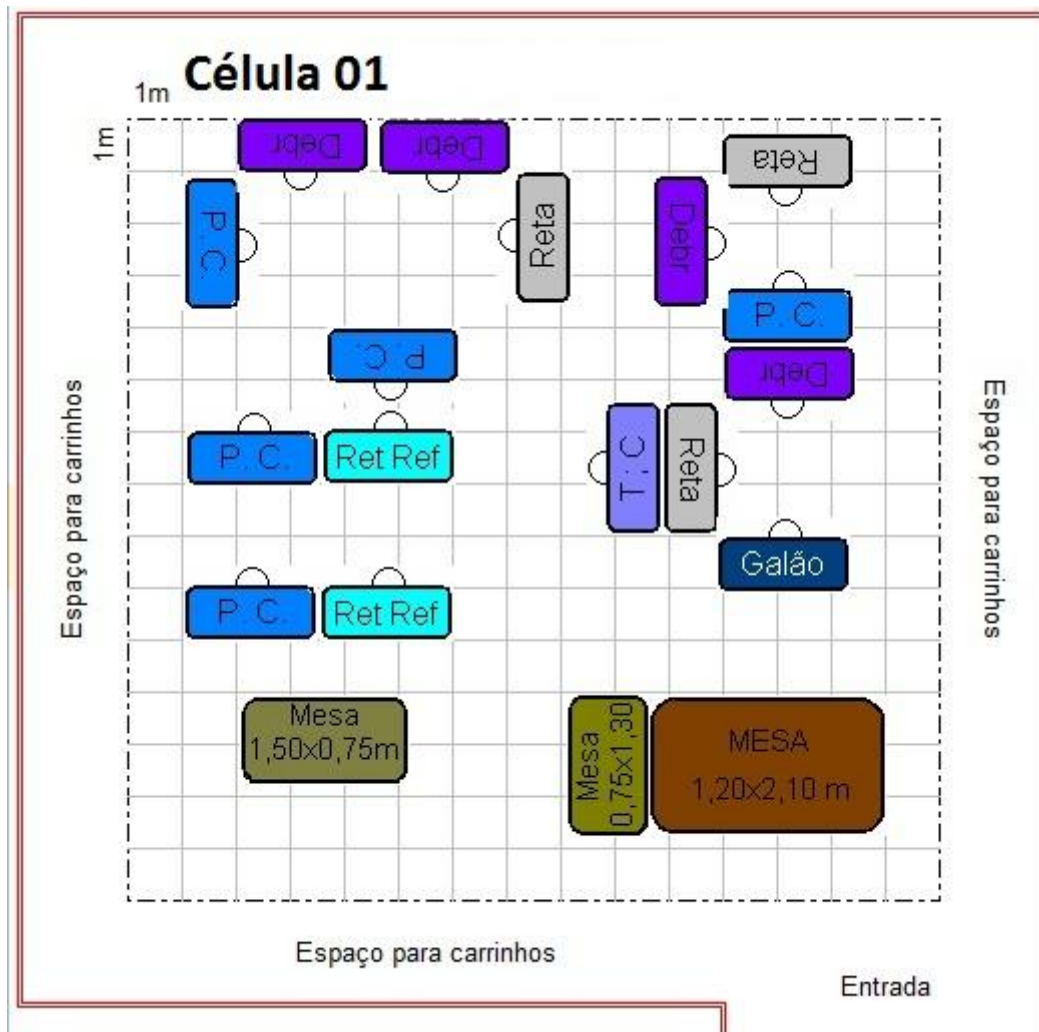 Célula 01
1m
1m
Debr
Debr
Reta
P. C.
Reta
Debr
P. C.
P. C.
Debr
P. C.
Ret Ref
T. C
Reta
Galão
P. C.
Ret Ref
Espaço para carrinhos
Espaço para carrinhos
Mesa
1,50x0,75m
Mesa
0,75x1,30
MESA
1,20x2,10 m
Espaço para carrinhos
Entrada